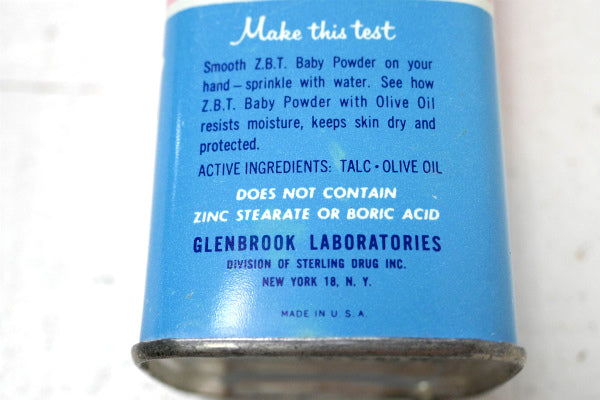 Make this test
Smooth Z.B.T. Baby Powder on your
hand – sprinkle with water. See how
Z.B.T. Baby Powder with Olive Oil
resists moisture, keeps skin dry and
protected.
ACTIVE INGREDIENTS: TALC • OLIVE OIL
DOES NOT CONTAIN
ZINC STEARATE OR BORIC ACID
GLENBROOK LABORATORIES
DIVISION OF STERLING DRUG INC.
NEW YORK 18, N. Y.
MADE IN U. S. A.